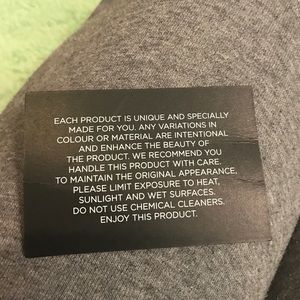 EACH PRODUCT IS UNIQUE AND SPECIALLY
MADE FOR YOU. ANY VARIATIONS IN
COLOUR OR MATERIAL ARE INTENTIONAL
AND ENHANCE THE BEAUTY OF
THE PRODUCT. WE RECOMMEND YOU
HANDLE THIS PRODUCT WITH CARE.
TO MAINTAIN THE ORIGINAL APPEARANCE,
PLEASE LIMIT EXPOSURE TO HEAT,
SUNLIGHT AND WET SURFACES.
DO NOT USE CHEMICAL CLEANERS.
ENJOY THIS PRODUCT.